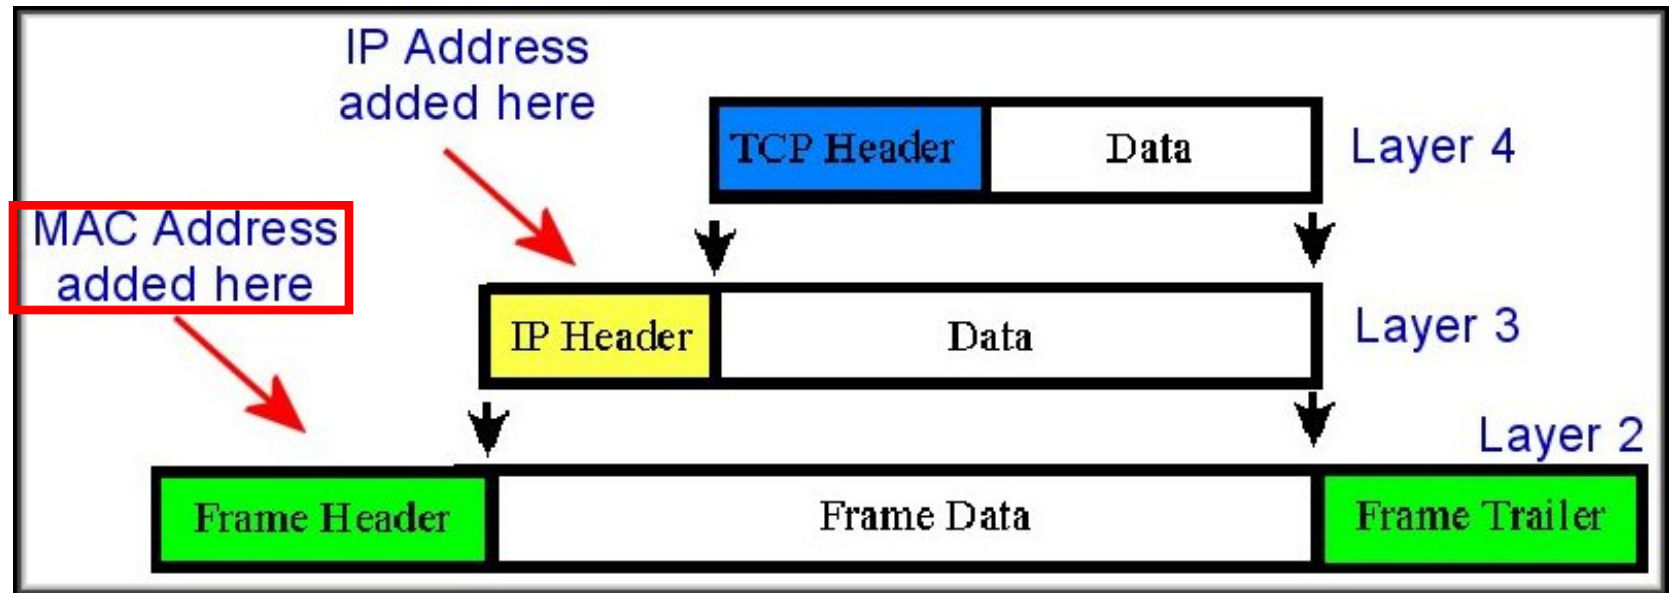 IP Address
added here
TCP Header Data Layer 4
MAC Address
added here
IP Header Data Layer 3
Layer 2
Frame Header Frame Data Frame Trailer